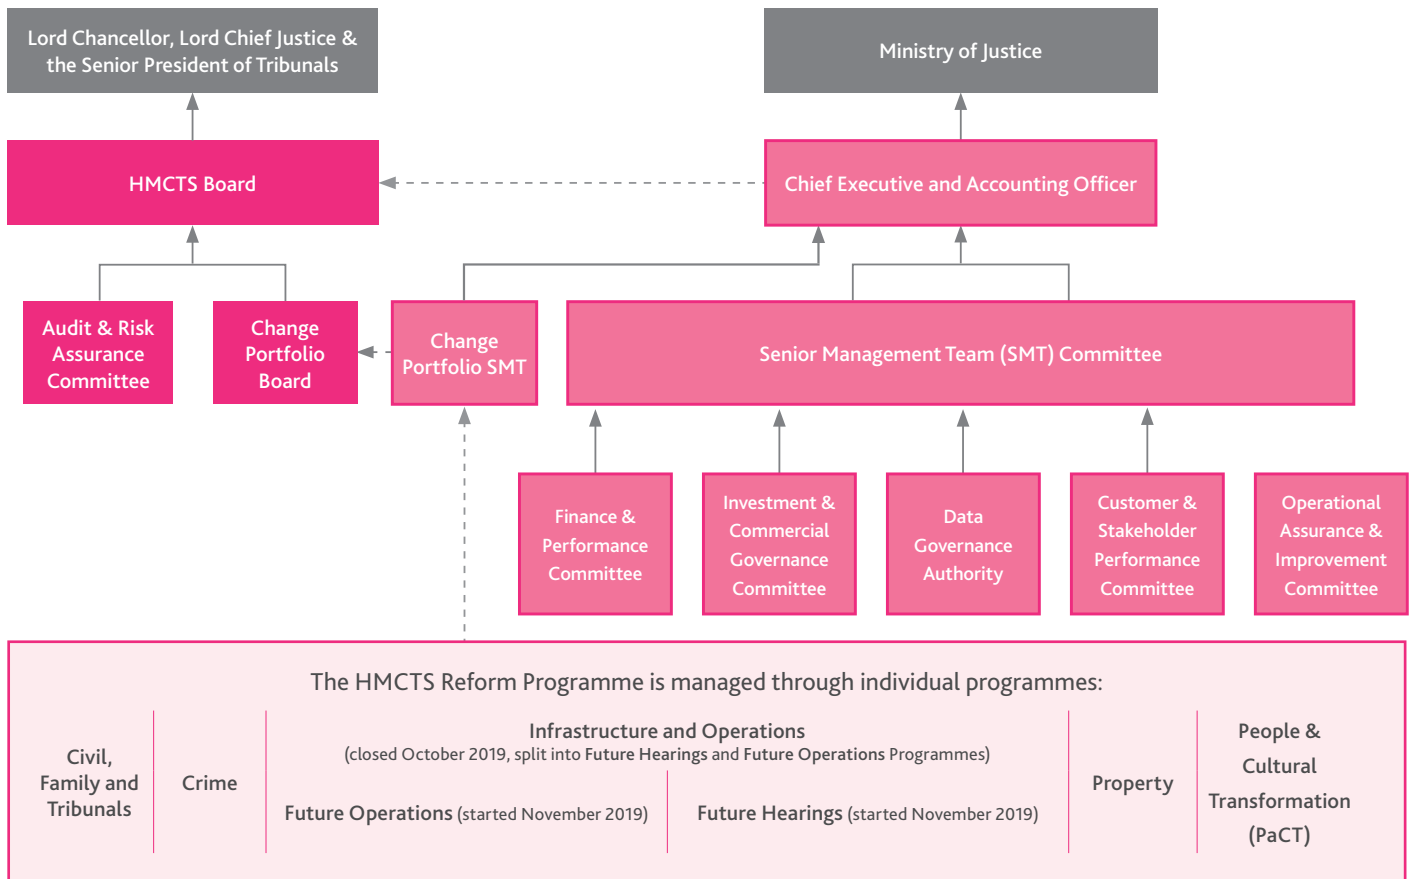 Lord Chancellor, Lord Chief Justice &
the Senior President of Tribunals
Ministry of Justice
HMCTS Board
Chief Executive and Accounting Officer
Audit & Risk
Assurance
Committee
Change
Portfolio
Board
Change
Portfolio SMT
Senior Management Team (SMT) Committee
Finance &
Performance
Committee
Investment &
Commercial
Governance
Committee
Data
Governance
Authority
Customer &
Stakeholder
Performance
Committee
Operational
Assurance &
Improvement
Committee
The HMCTS Reform Programme is managed through individual programmes:
Civil,
Family and
Tribunals
Crime
Infrastructure and Operations
(closed October 2019, split into Future Hearings and Future Operations Programmes)
Future Operations (started November 2019)
Future Hearings (started November 2019)
Property
People &
Cultural
Transformation
(PaCT)